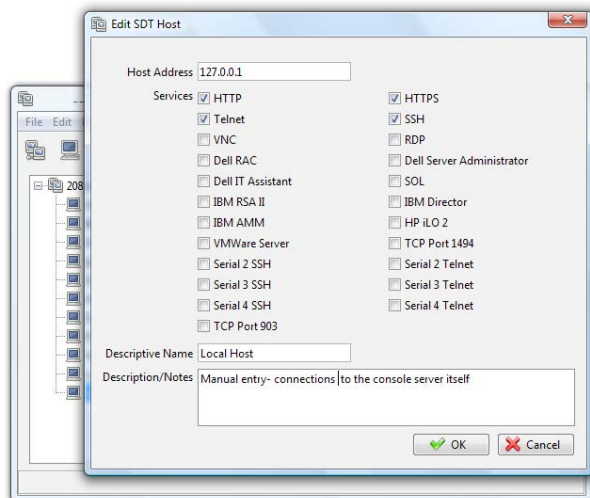 Edit SDT Host
Host Address 127.0.0.1
Services HTTP HTTPS
Telnet SSH
VNC RDP
Dell RAC Dell Server Administrator
Dell IT Assistant SOL
IBM RSA II IBM Director
IBM AMM HP iLO 2
VMWare Server TCP Port 1494
Serial 2 SSH Serial 2 Telnet
Serial 3 SSH Serial 3 Telnet
Serial 4 SSH Serial 4 Telnet
TCP Port 903
Descriptive Name Local Host
Description/Notes Manual entry- connections to the console server itself
OK Cancel
File Edit
208